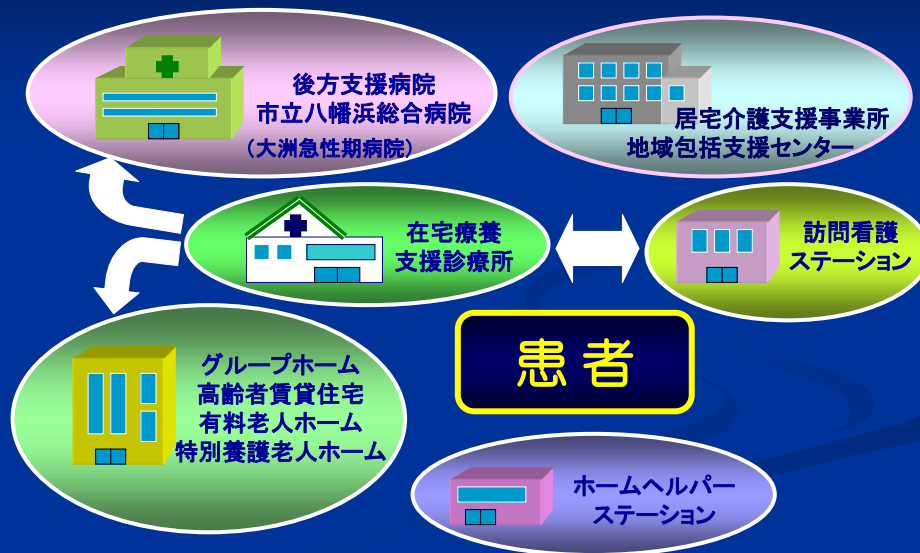 後方支援病院
市立八幡浜総合病院
（大洲急性期病院）
居宅介護支援事業所
地域包括支援センター
在宅療養
支援診療所
訪問看護
ステーション
患者
グループホーム
高齢者賃貸住宅
有料老人ホーム
特別養護老人ホーム
ホームヘルパー
ステーション